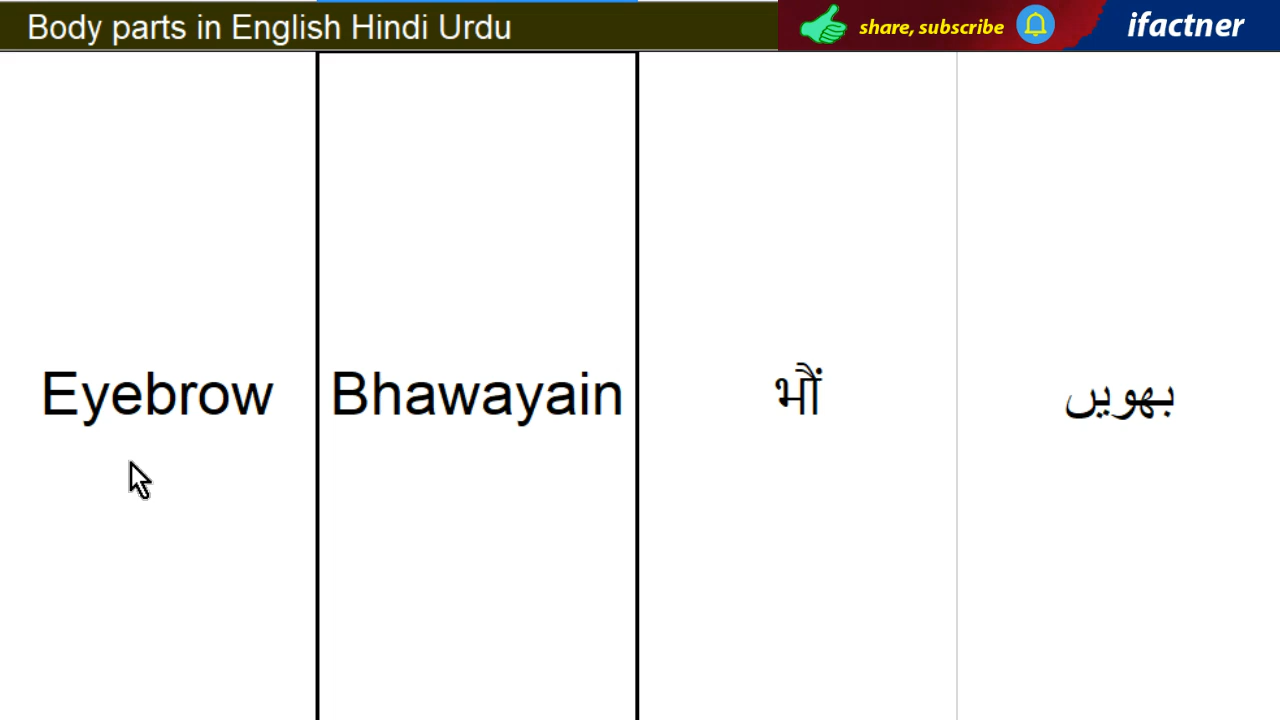 Body parts in English Hindi Urdu
share, subscribe
ifactner
Eyebrow
Bhawayain
भौं
بھویں